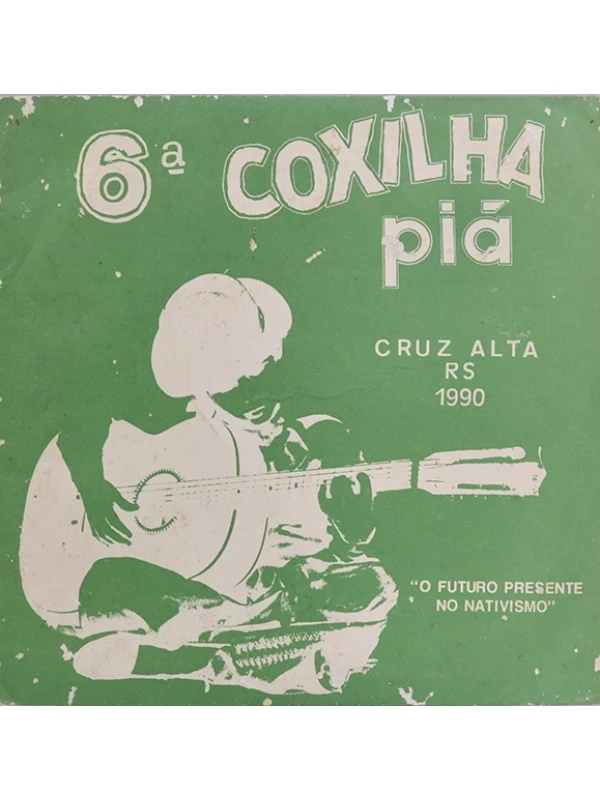 6ª COXILHA
piá
CRUZ ALTA
RS
1990
"O FUTURO PRESENTE
NO NATIVISMO"